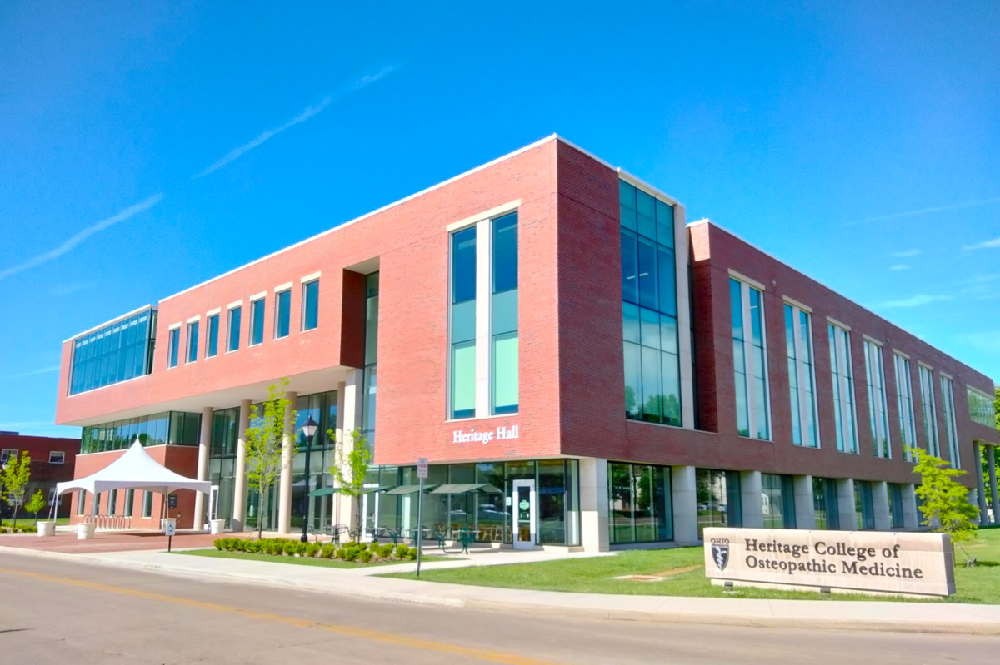 Heritage Hall
OHIO
Heritage College of
Osteopathic Medicine